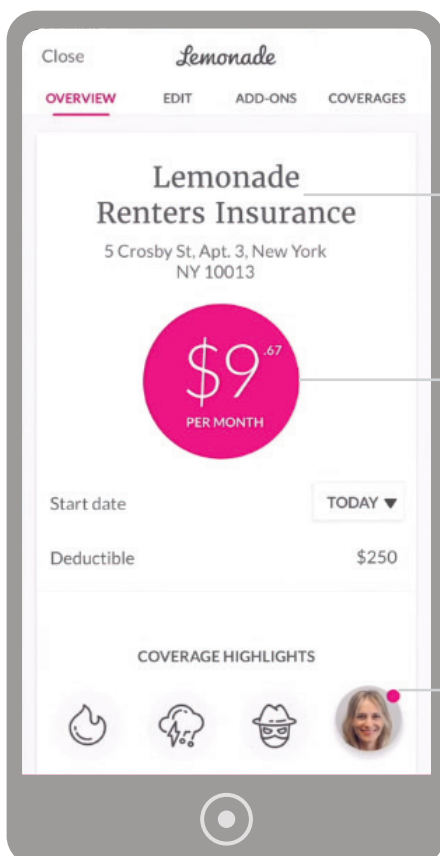 Close
Lemonade
OVERVIEW EDIT ADD-ONS COVERAGES
Lemonade
Renters Insurance
5 Crosby St, Apt. 3, New York
NY 10013
$9.67
PER MONTH
Start date TODAY
Deductible $250
COVERAGE HIGHLIGHTS